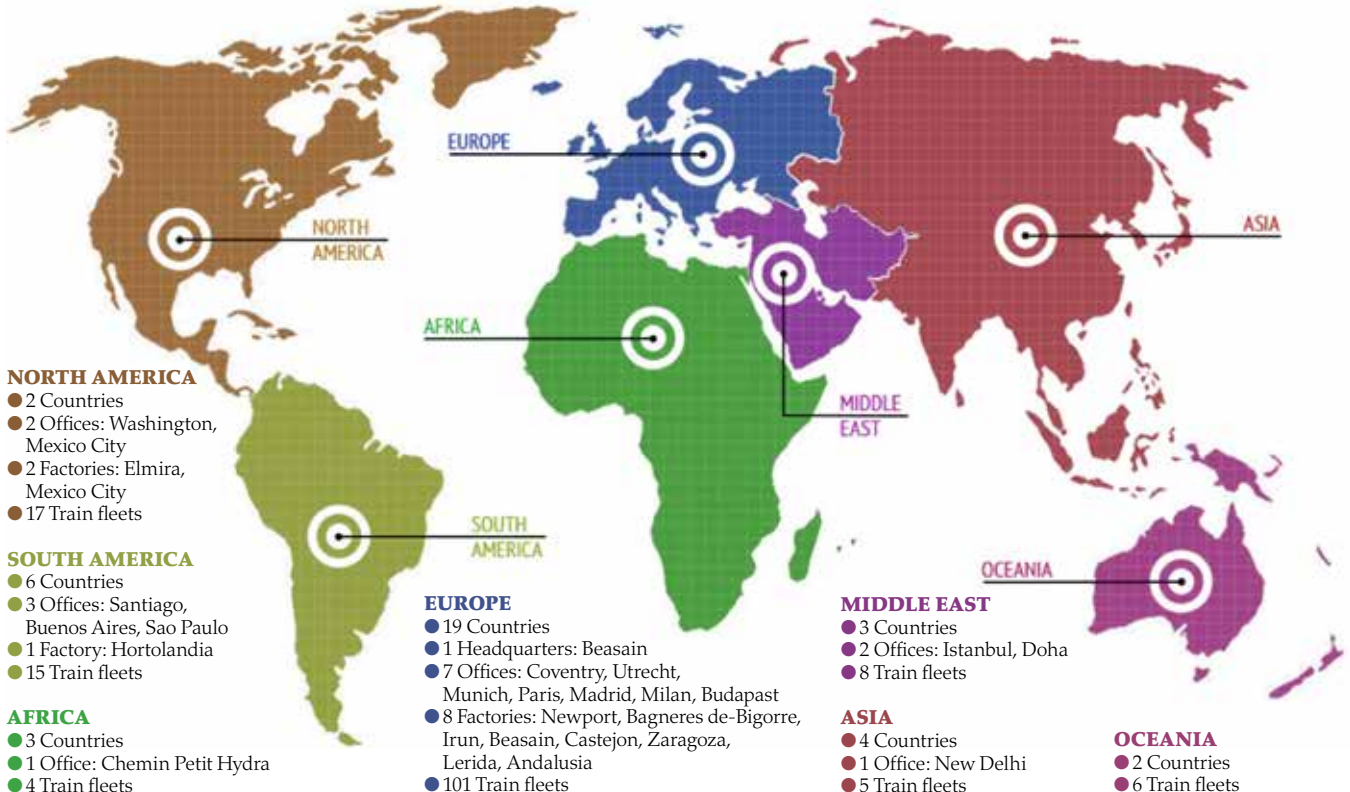 EUROPE
NORTH
AMERICA
ASIA
AFRICA
MIDDLE
EAST
SOUTH
AMERICA
OCEANIA
NORTH AMERICA
● 2 Countries
● 2 Offices: Washington,
Mexico City
● 2 Factories: Elmira,
Mexico City
● 17 Train fleets
SOUTH AMERICA
● 6 Countries
● 3 Offices: Santiago,
Buenos Aires, Sao Paulo
● 1 Factory: Hortolandia
● 15 Train fleets
AFRICA
● 3 Countries
● 1 Office: Chemin Petit Hydra
● 4 Train fleets
EUROPE
● 19 Countries
● 1 Headquarters: Beasain
● 7 Offices: Coventry, Utrecht,
Munich, Paris, Madrid, Milan, Budapast
● 8 Factories: Newport, Bagneres de-Bigorre,
Irun, Beasain, Castejon, Zaragoza,
Lerida, Andalusia
● 101 Train fleets
MIDDLE EAST
● 3 Countries
● 2 Offices: Istanbul, Doha
● 8 Train fleets
ASIA
● 4 Countries
● 1 Office: New Delhi
● 5 Train fleets
OCEANIA
● 2 Countries
● 6 Train fleets